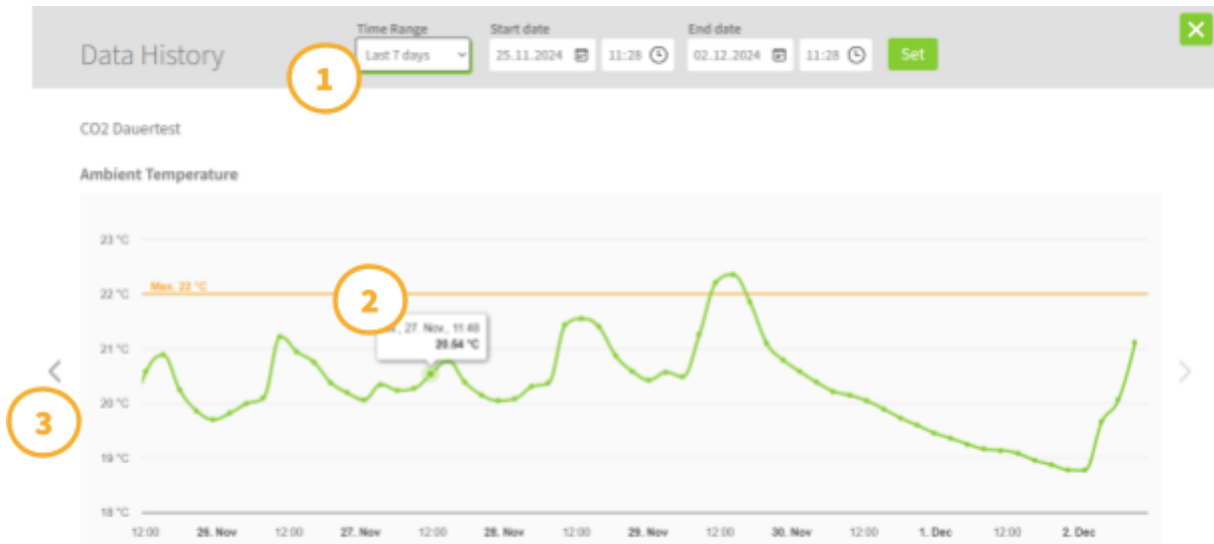 Time Range Start date End date
Data History Last 7 days 25.11.2024 11:28 02.12.2024 11:28 Set
1
CO2 Dauertest
Ambient Temperature
23 °C
Max. 22 °C
22 °C
2
27. Nov., 11:48
20.54 °C
21 °C
20 °C
3
19 °C
18 °C
12:00 26. Nov 12:00 27. Nov 12:00 28. Nov 12:00 29. Nov 12:00 30. Nov 12:00 1. Dec 12:00 2. Dec